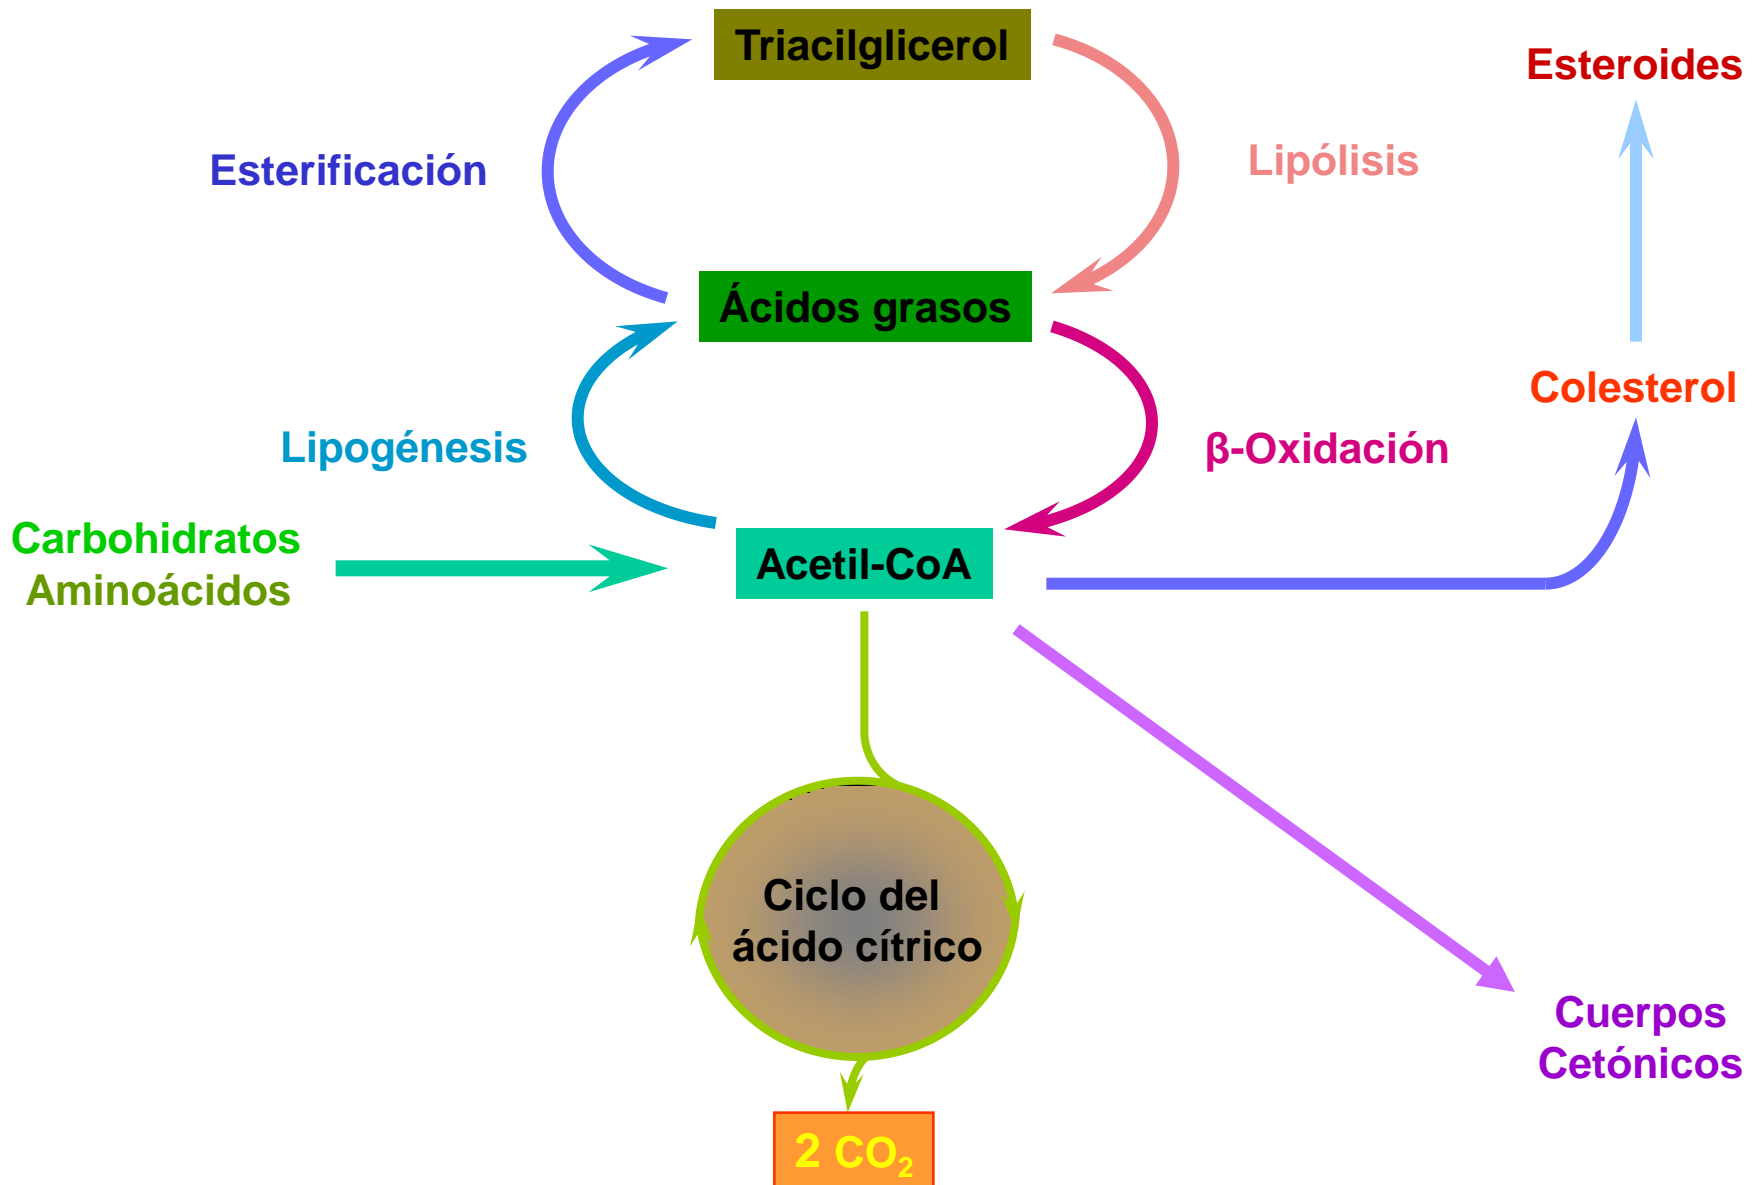 Triacilglicerol
Esteroides
Esterificación
Lipólisis
Ácidos grasos
Colesterol
Lipogénesis
β-Oxidación
Carbohidratos
Aminoácidos
Acetil-CoA
Ciclo del
ácido cítrico
Cuerpos
Cetónicos
2 CO₂